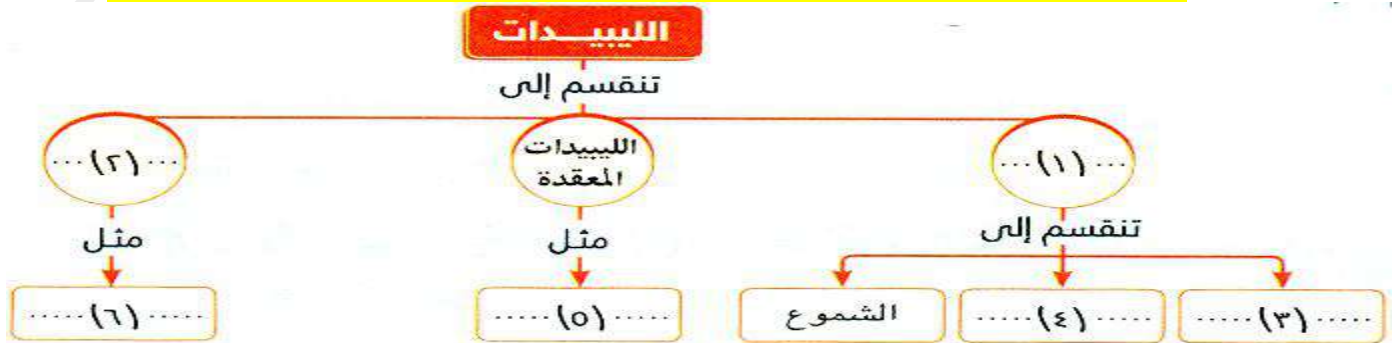 الليبيدات
تنقسم إلى
...(١)...
الليبيدات
المعقدة
...(٢)...
تنقسم إلى
مثل
مثل
.....(٣).....
.....(٤).....
الشموع
.....(٥).....
.....(٦).....